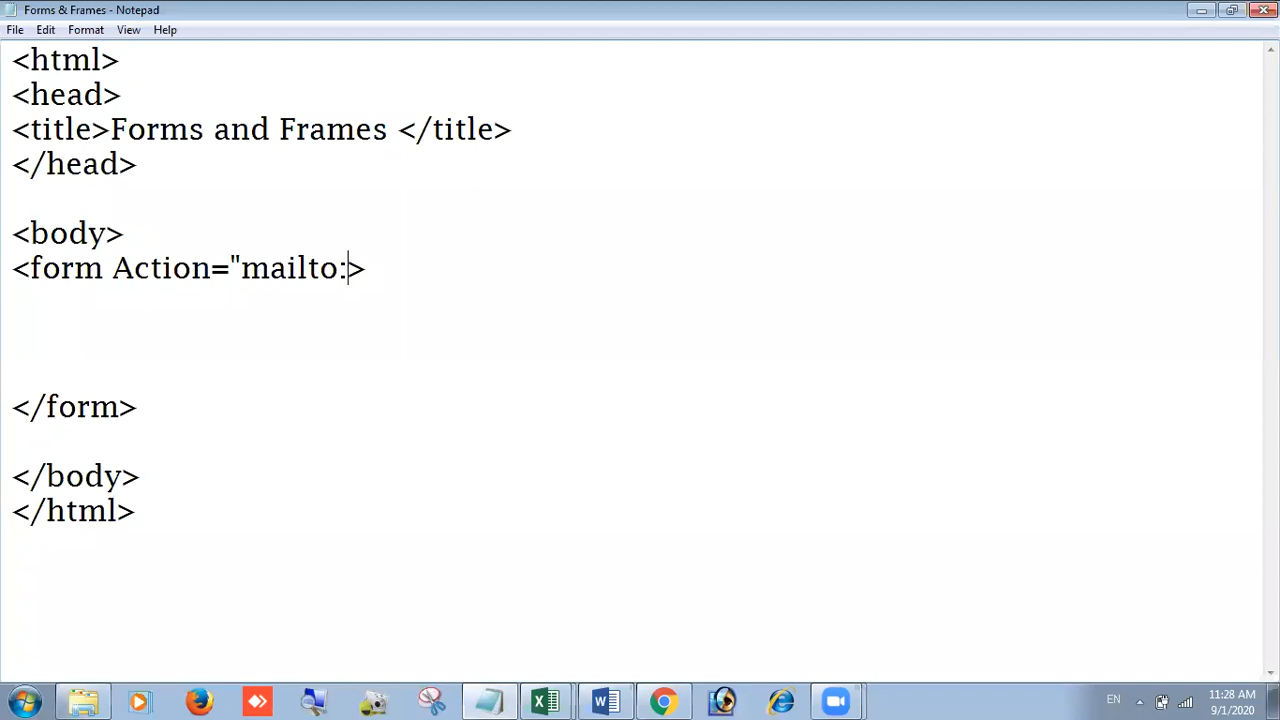 Forms & Frames - Notepad
File Edit Format View Help
<html>
<head>
<title>Forms and Frames </title>
</head>
<body>
<form Action="mailto:>
</form>
</body>
</html>
EN
11:28 AM
9/1/2020